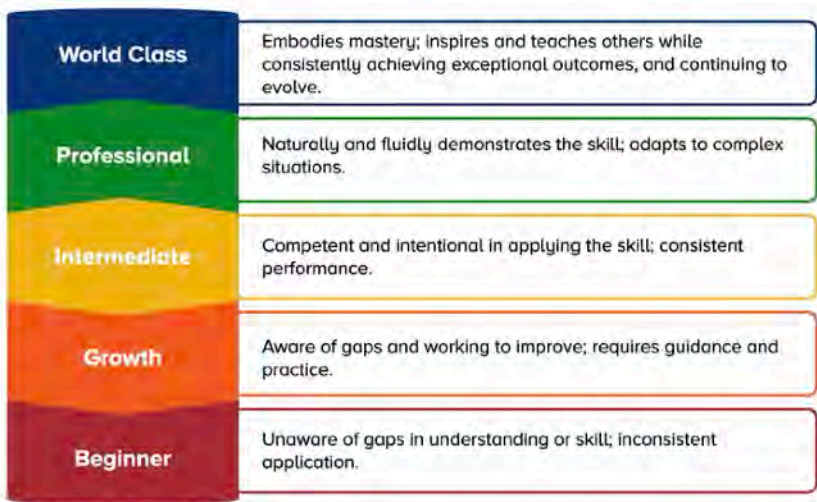 World Class
Embodies mastery; inspires and teaches others while
consistently achieving exceptional outcomes, and continuing to
evolve.
Professional
Naturally and fluidly demonstrates the skill; adapts to complex
situations.
Intermediate
Competent and intentional in applying the skill; consistent
performance.
Growth
Aware of gaps and working to improve; requires guidance and
practice.
Beginner
Unaware of gaps in understanding or skill; inconsistent
application.